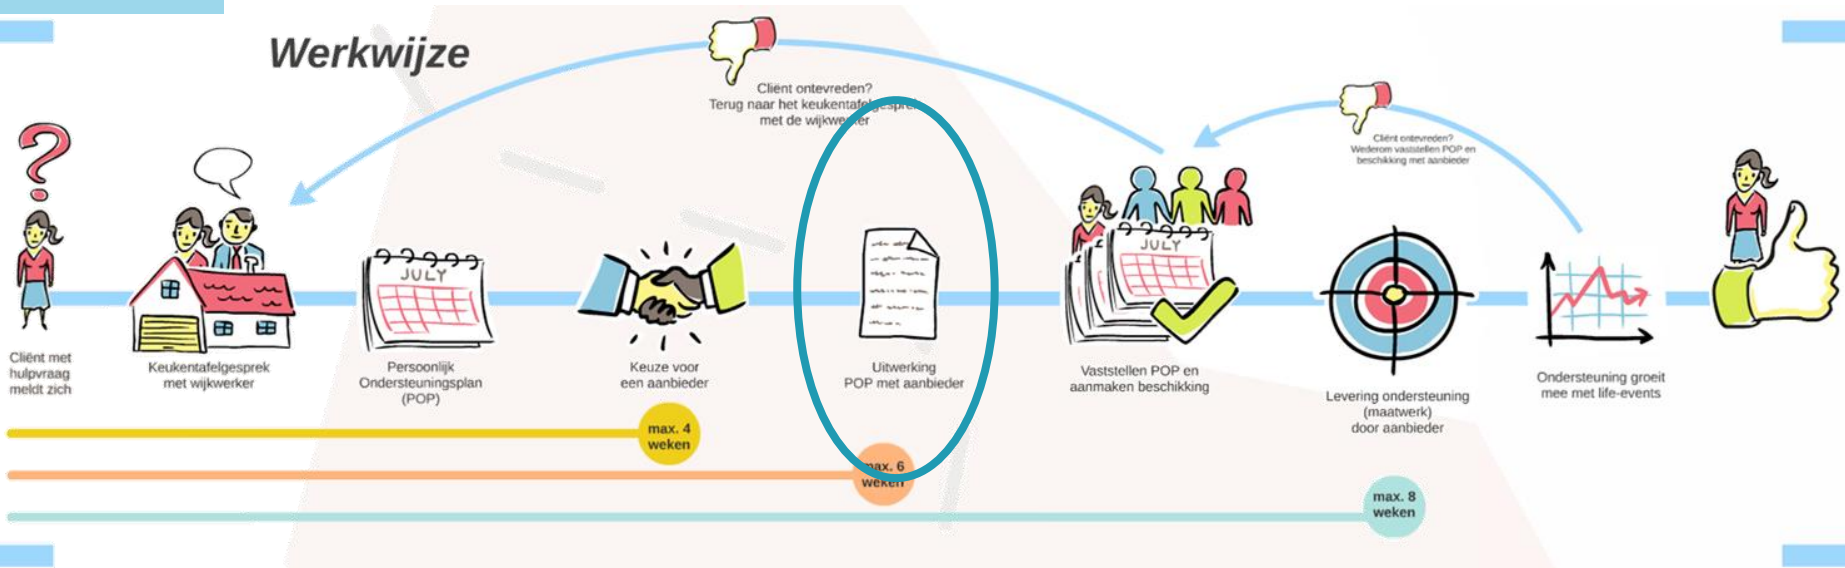 Werkwijze
Cliënt ontevreden?
Terug naar het keukentafelgesprek
met de wijkwerker
Cliënt ontevreden?
Wederom vaststellen POP en
beschikking met aanbieder
JULY
JULY
Cliënt met
hulpvraag
meldt zich
Keukentafelgesprek
met wijkwerker
Persoonlijk
Ondersteuningsplan
(POP)
Keuze voor
een aanbieder
Uitwerking
POP met aanbieder
Vaststellen POP en
aanmaken beschikking
Levering ondersteuning
(maatwerk)
door aanbieder
Ondersteuning groeit
mee met life-events
max. 4
weken
max. 6
weken
max. 8
weken